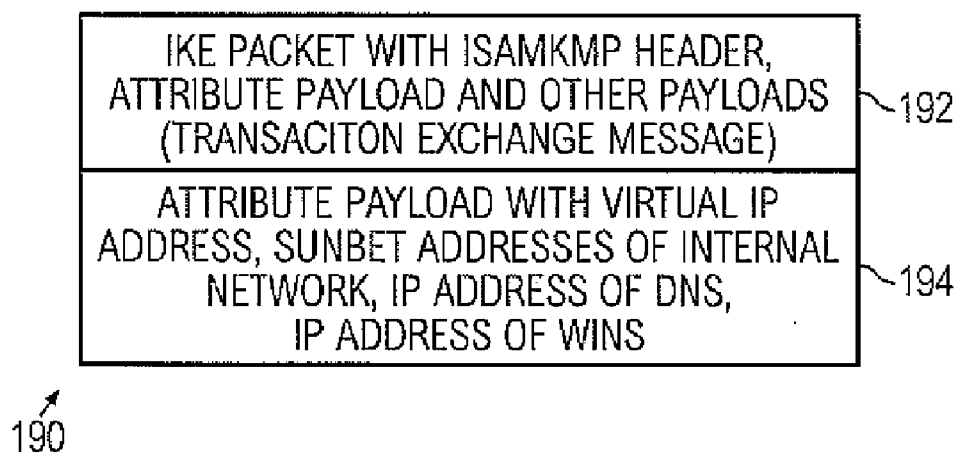 IKE PACKET WITH ISAMKMP HEADER,
ATTRIBUTE PAYLOAD AND OTHER PAYLOADS
(TRANSACITON EXCHANGE MESSAGE)
192
ATTRIBUTE PAYLOAD WITH VIRTUAL IP
ADDRESS, SUNBET ADDRESSES OF INTERNAL
NETWORK, IP ADDRESS OF DNS,
IP ADDRESS OF WINS
194
190